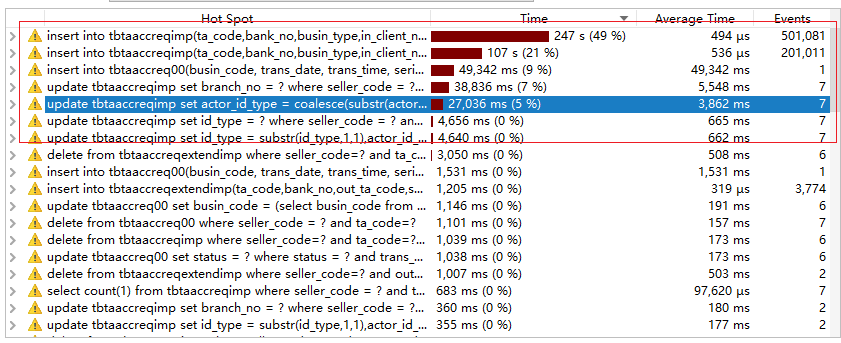 Hot Spot Time Average Time Events
insert into tbtaaccreqimp(ta_code,bank_no,busin_type,in_client_n... 247 s (49 %) 494 µs 501,081
insert into tbtaaccreqimp(ta_code,bank_no,busin_type,in_client_n... 107 s (21 %) 536 µs 201,011
insert into tbtaaccreq00(busin_code, trans_date, trans_time, seri... 49,342 ms (9 %) 49,342 ms 1
update tbtaaccreqimp set branch_no = ? where seller_code = ?... 38,836 ms (7 %) 5,548 ms 7
update tbtaaccreqimp set actor_id_type = coalesce(substr(actor... 27,036 ms (5 %) 3,862 ms 7
update tbtaaccreqimp set id_type = ? where seller_code = ? an... 4,656 ms (0 %) 665 ms 7
update tbtaaccreqimp set id_type = substr(id_type,1,1),actor_id_... 4,640 ms (0 %) 662 ms 7
delete from tbtaaccreqextendimp where seller_code=? and ta_c... 3,050 ms (0 %) 508 ms 6
insert into tbtaaccreq00(busin_code, trans_date, trans_time, seri... 1,531 ms (0 %) 1,531 ms 1
insert into tbtaaccreqextendimp(ta_code,bank_no,out_ta_code,s... 1,205 ms (0 %) 319 µs 3,774
update tbtaaccreq00 set busin_code = (select busin_code from ... 1,146 ms (0 %) 191 ms 6
delete from tbtaaccreq00 where seller_code = ? and ta_code=? 1,101 ms (0 %) 157 ms 7
delete from tbtaaccreqimp where seller_code=? and ta_code=?... 1,039 ms (0 %) 173 ms 6
update tbtaaccreq00 set status = ? where status = ? and trans_... 1,038 ms (0 %) 173 ms 6
delete from tbtaaccreqextendimp where seller_code=? and out... 1,007 ms (0 %) 503 ms 2
select count(1) from tbtaaccreqimp where seller_code = ? and t... 683 ms (0 %) 97,620 µs 7
update tbtaaccreqimp set branch_no = ? where seller_code = ?... 360 ms (0 %) 180 ms 2
update tbtaaccreqimp set id_type = substr(id_type,1,1),actor_id_... 355 ms (0 %) 177 ms 2